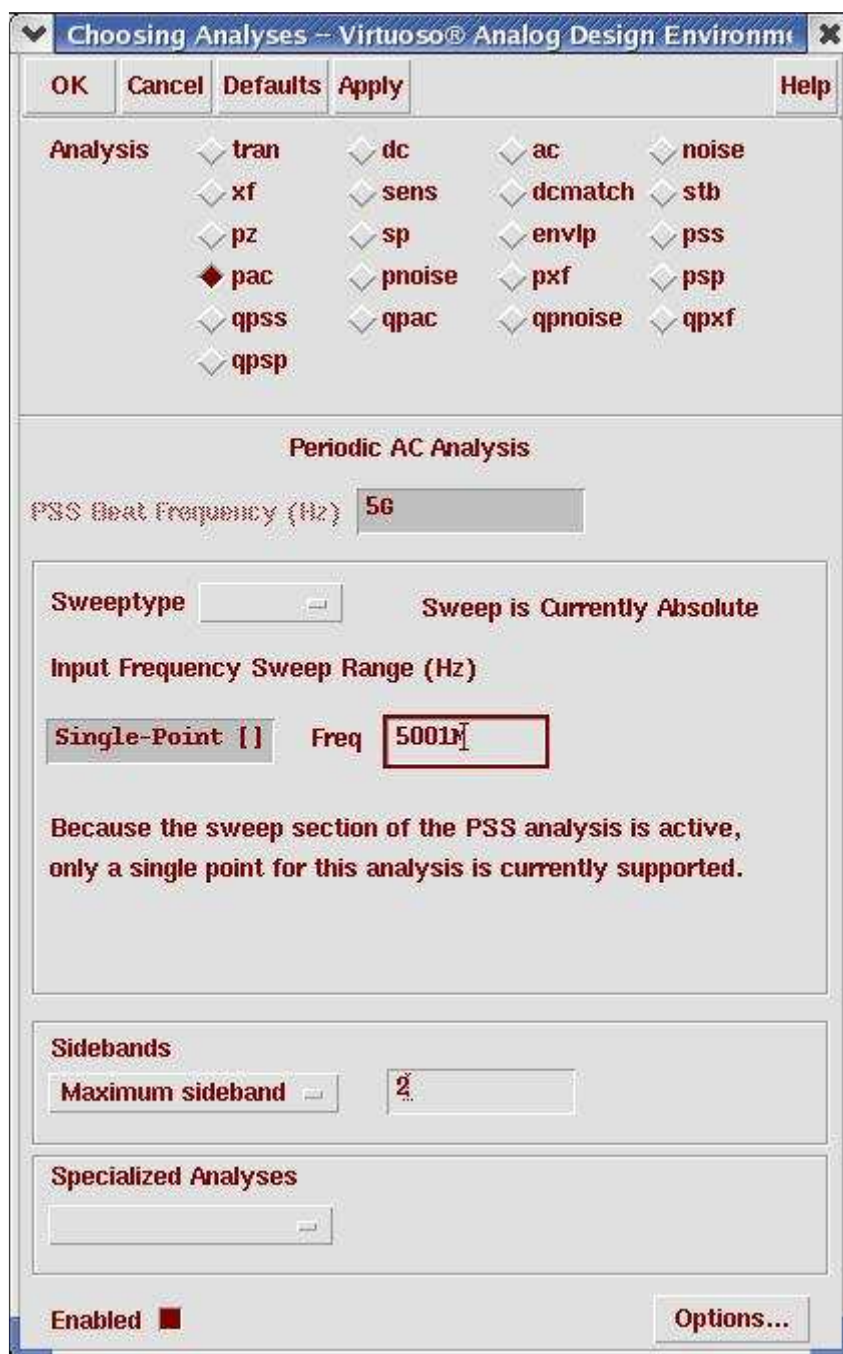 Choosing Analyses -- Virtuoso® Analog Design Environme
OK Cancel Defaults Apply Help
Analysis tran dc ac noise
xf sens dcmatch stb
pz sp envlp pss
pac pnoise pxf psp
qpss qpac qpnoise qpxf
qpsp
Periodic AC Analysis
PSS Beat Frequency (Hz) 5G
Sweeptype Sweep is Currently Absolute
Input Frequency Sweep Range (Hz)
Single-Point [] Freq 5001M
Because the sweep section of the PSS analysis is active,
only a single point for this analysis is currently supported.
Sidebands
Maximum sideband 2
Specialized Analyses
Enabled Options...